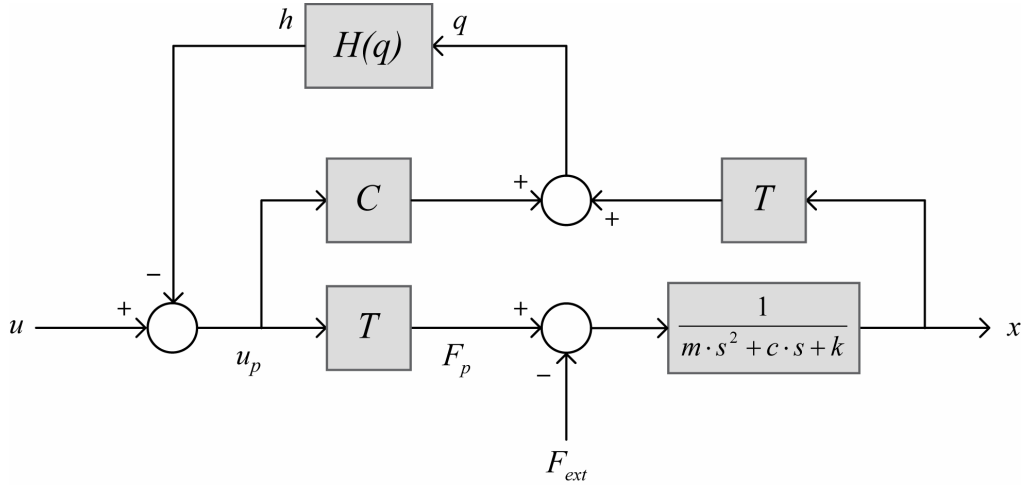 h H(q) q
+ C + + T
−
+ + 1
u T m·s² + c·s + k x
u_p F_p −
F_ext